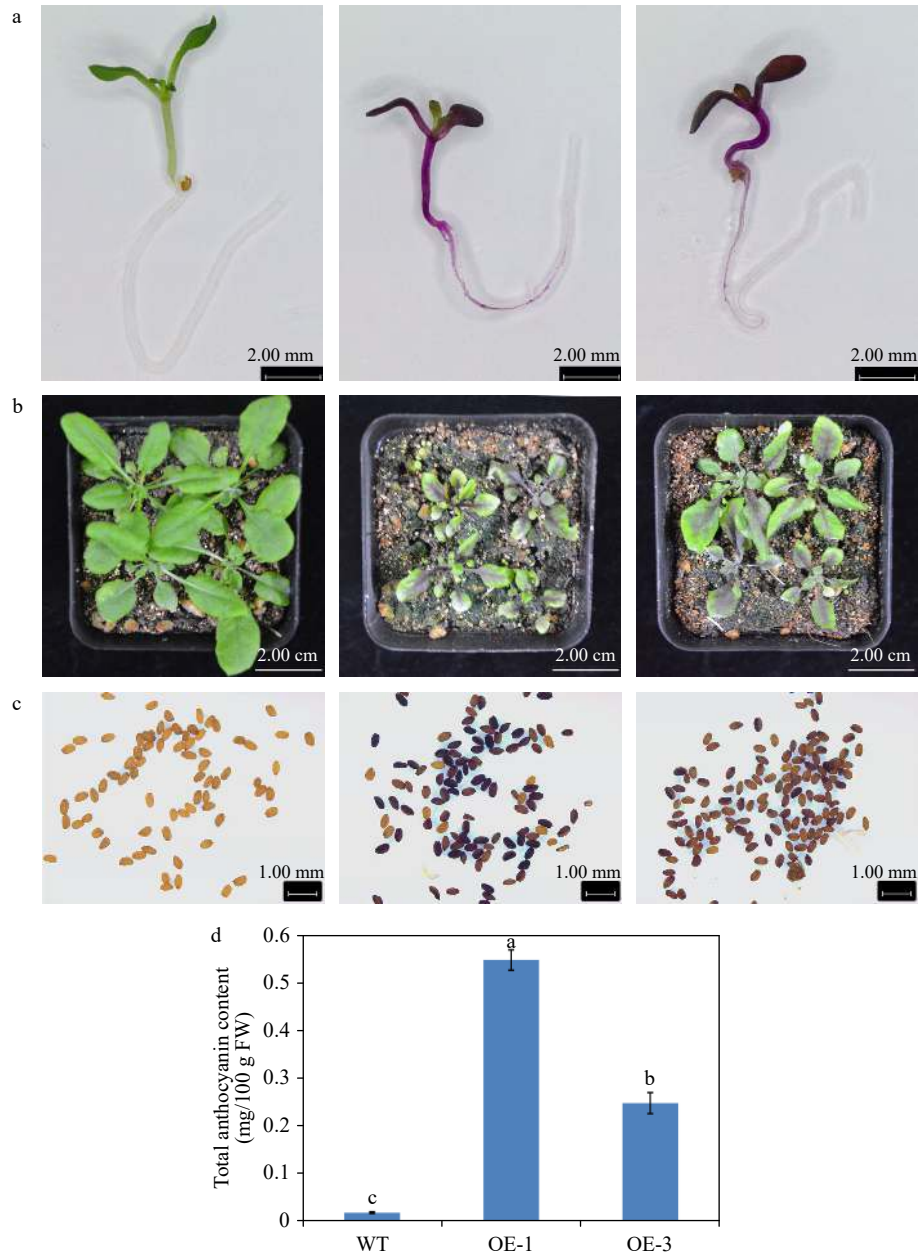 a
2.00 mm
2.00 mm
2.00 mm
b
2.00 cm
2.00 cm
2.00 cm
c
1.00 mm
1.00 mm
1.00 mm
d
Total anthocyanin content
(mg/100 g FW)
0.6
0.5
0.4
0.3
0.2
0.1
0
c
a
b
WT
OE-1
OE-3